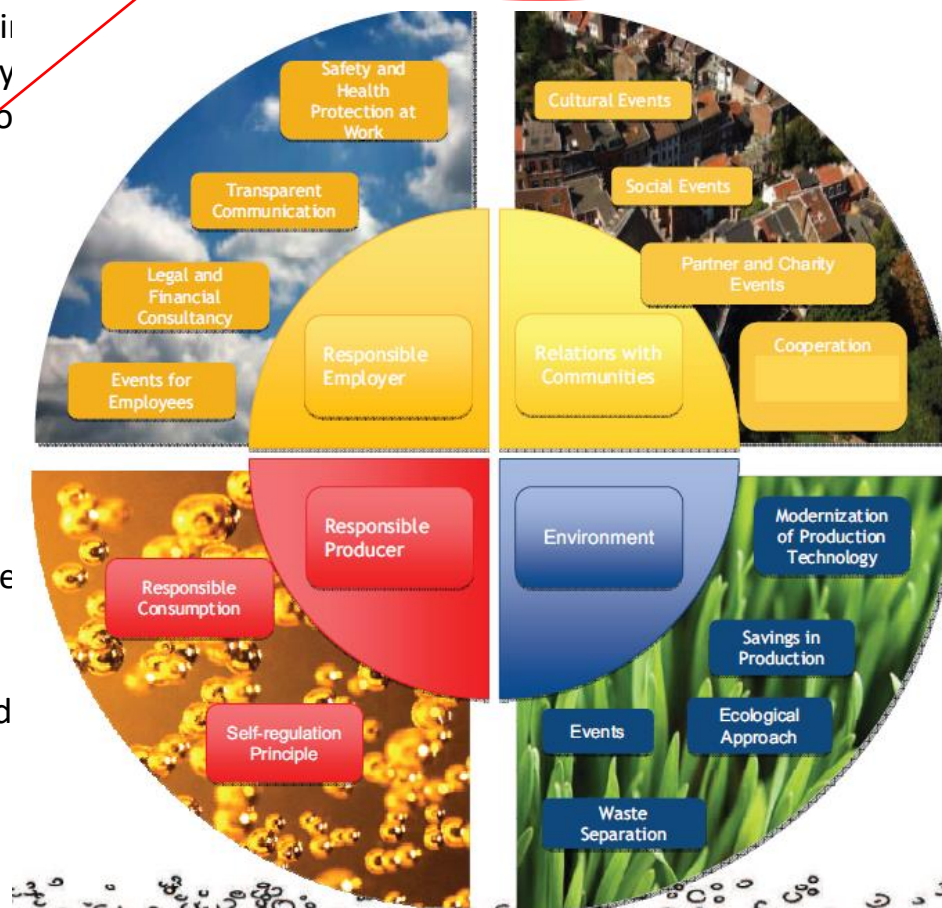 Safety and
Health
Protection at
Work
Transparent
Communication
Legal and
Financial
Consultancy
Events for
Employees
Responsible
Employer
Cultural Events
Social Events
Partner and Charity
Events
Cooperation
Relations with
Communities
Responsible
Producer
Responsible
Consumption
Self-regulation
Principle
Environment
Modernization
of Production
Technology
Savings in
Production
Ecological
Approach
Events
Waste
Separation